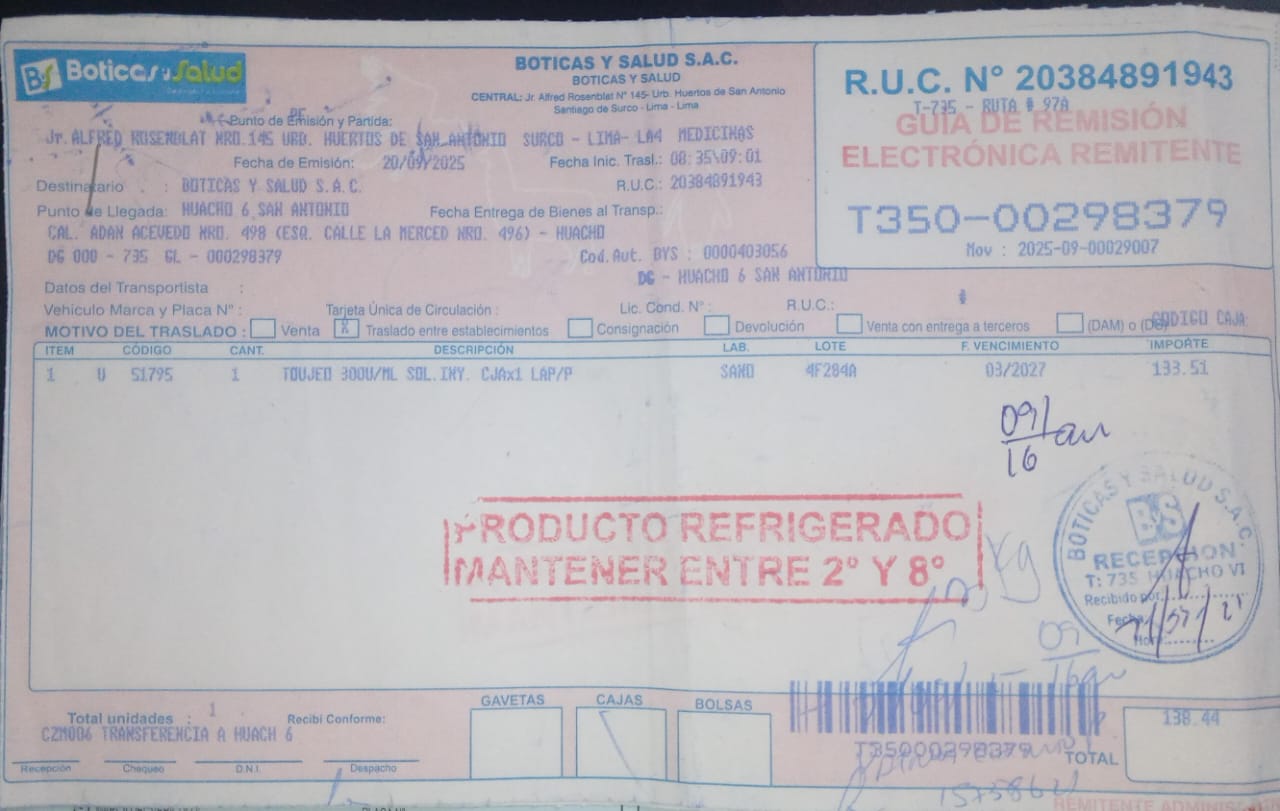 BS Boticas y Salud
BOTICAS Y SALUD S.A.C.
BOTICAS Y SALUD
CENTRAL: Jr. Alfred Rosenblat N° 145- Urb. Huertos de San Antonio
Santiago de Surco - Lima - Lima
R.U.C. N° 20384891943
T-735 - RUTA # 97A
GUÍA DE REMISIÓN
ELECTRÓNICA REMITENTE
T350-00298379
Nov : 2025-09-00029007
Punto de Emisión y Partida:
Jr. ALFRED ROSENBLAT NRO.145 URB. HUERTOS DE SAN ANTONIO SURCO - LIMA- LA4 MEDICINAS
Fecha de Emisión: 20/09/2025 Fecha Inic. Trasl.: 08:35\09:01
Destinatario : BOTICAS Y SALUD S.A.C. R.U.C.: 20384891943
Punto de Llegada: HUACHO 6 SAN ANTONIO Fecha Entrega de Bienes al Transp.:
CAL. ADAN ACEVEDO NRO. 498 (ESQ. CALLE LA MERCED NRO. 496) - HUACHO
DG 000 - 735 GL - 000298379 Cod.Aut. BYS : 0000403056
DG - HUACHO 6 SAN ANTONIO
Datos del Transportista :
Vehículo Marca y Placa N° : Tarjeta Única de Circulación : Lic. Cond. N° : R.U.C.: #
MOTIVO DEL TRASLADO : Venta X Traslado entre establecimientos Consignación Devolución Venta con entrega a terceros (DAM) o CODIGO CAJA:
ITEM CÓDIGO CANT. DESCRIPCIÓN LAB. LOTE F. VENCIMIENTO IMPORTE
1 U 51795 1 TOUJEO 300U/ML SOL.INY. CJAx1 LAP/P SANO 4F284A 03/2027 133.51
09/
16
PRODUCTO REFRIGERADO
MANTENER ENTRE 2° Y 8°
BOTICAS Y SALUD S.A.C.
BS
RECEPCION
T: 735 HUACHO VI
Recibido por:
Fecha
Hora:
09
Total unidades : 1 Recibí Conforme:
CZM006 TRANSFERENCIA A HUACH 6
Recepción Chequeo D.N.I. Despacho
GAVETAS CAJAS BOLSAS
T35000298379
TOTAL 138.44